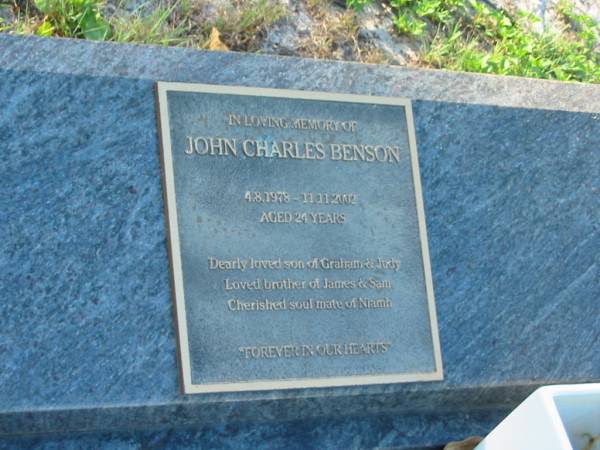 IN LOVING MEMORY OF
JOHN CHARLES BENSON
4.8.1978 - 11.11.2002
AGED 24 YEARS
Dearly loved son of Graham & Judy
Loved brother of James & Sam
Cherished soul mate of Niamh
"FOREVER IN OUR HEARTS"